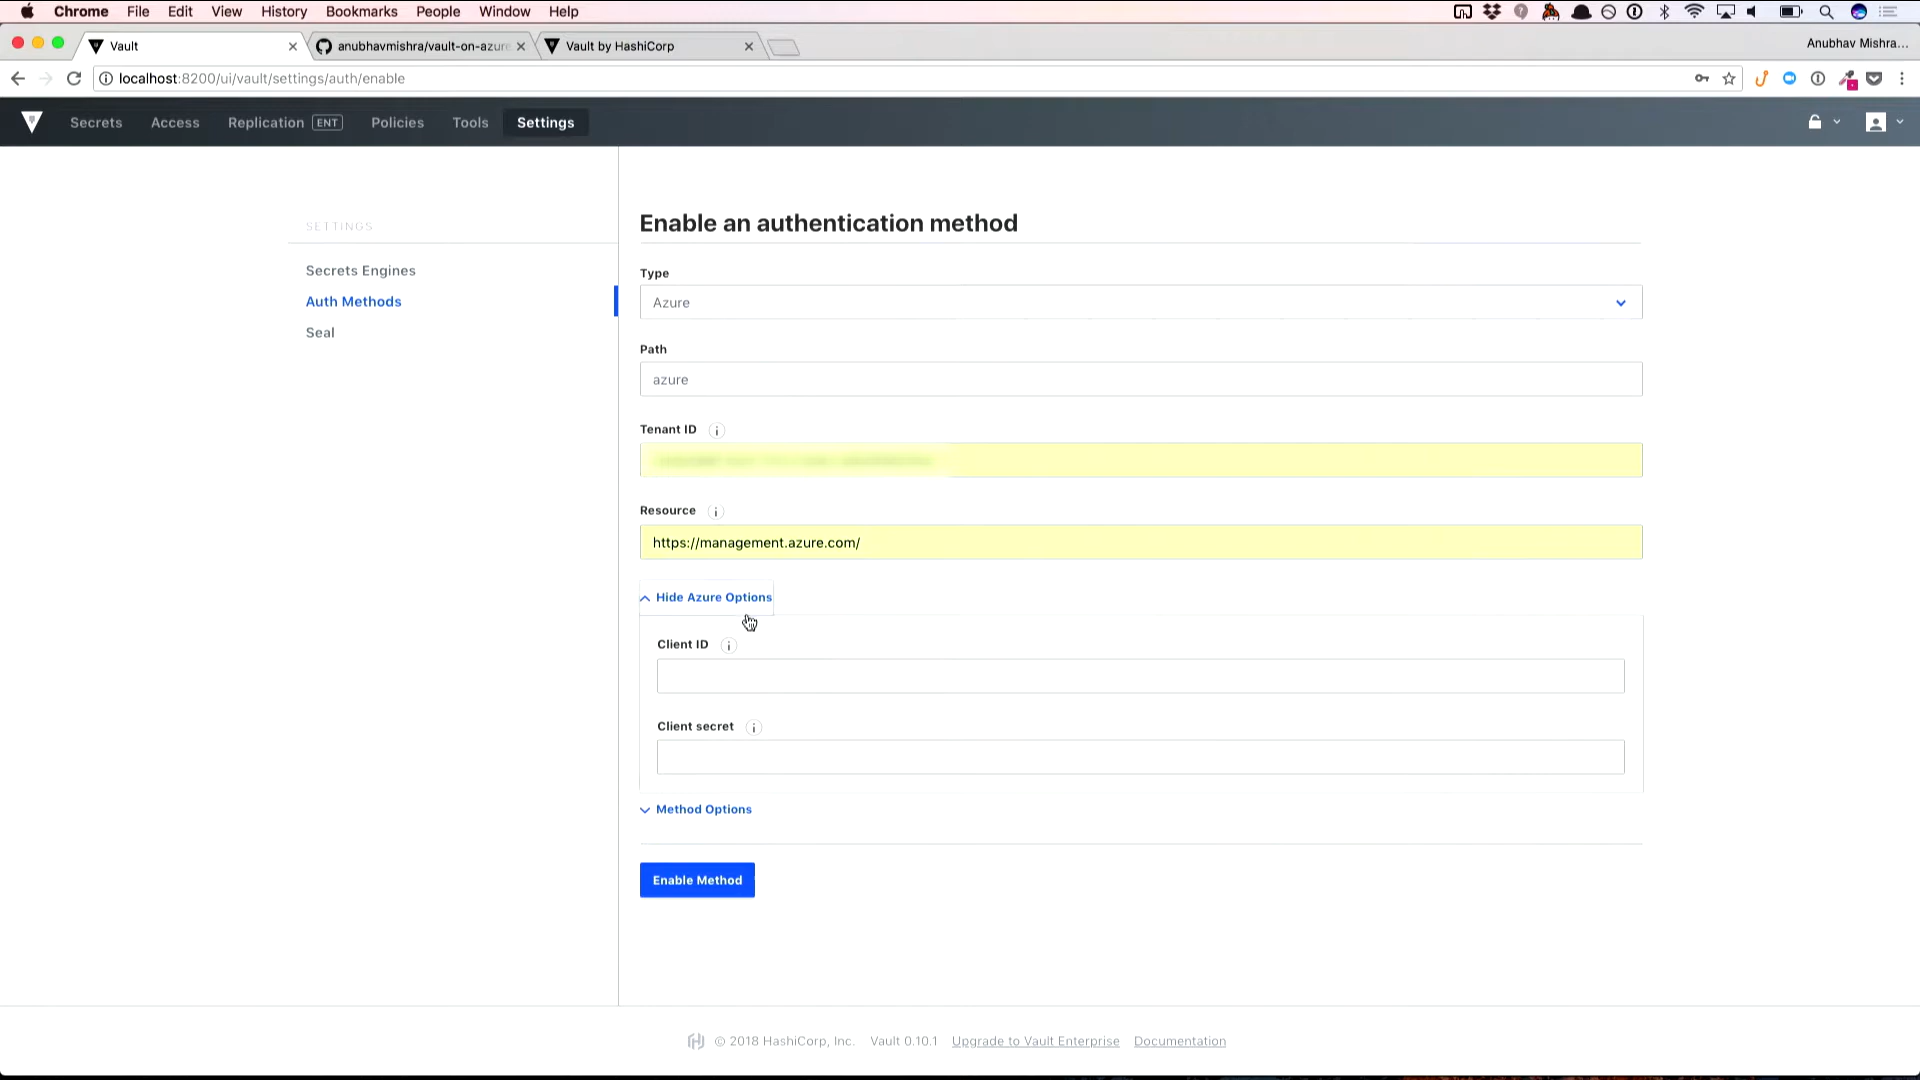 Chrome File Edit View History Bookmarks People Window Help
Vault
anubhavmishra/vault-on-azure
Vault by HashiCorp
Anubhav Mishra...
localhost:8200/ui/vault/settings/auth/enable
Secrets Access Replication ENT Policies Tools Settings
SETTINGS
Secrets Engines
Auth Methods
Seal
Enable an authentication method
Type
Azure
Path
azure
Tenant ID
Resource
https://management.azure.com/
Hide Azure Options
Client ID
Client secret
Method Options
Enable Method
© 2018 HashiCorp, Inc. Vault 0.10.1 Upgrade to Vault Enterprise Documentation